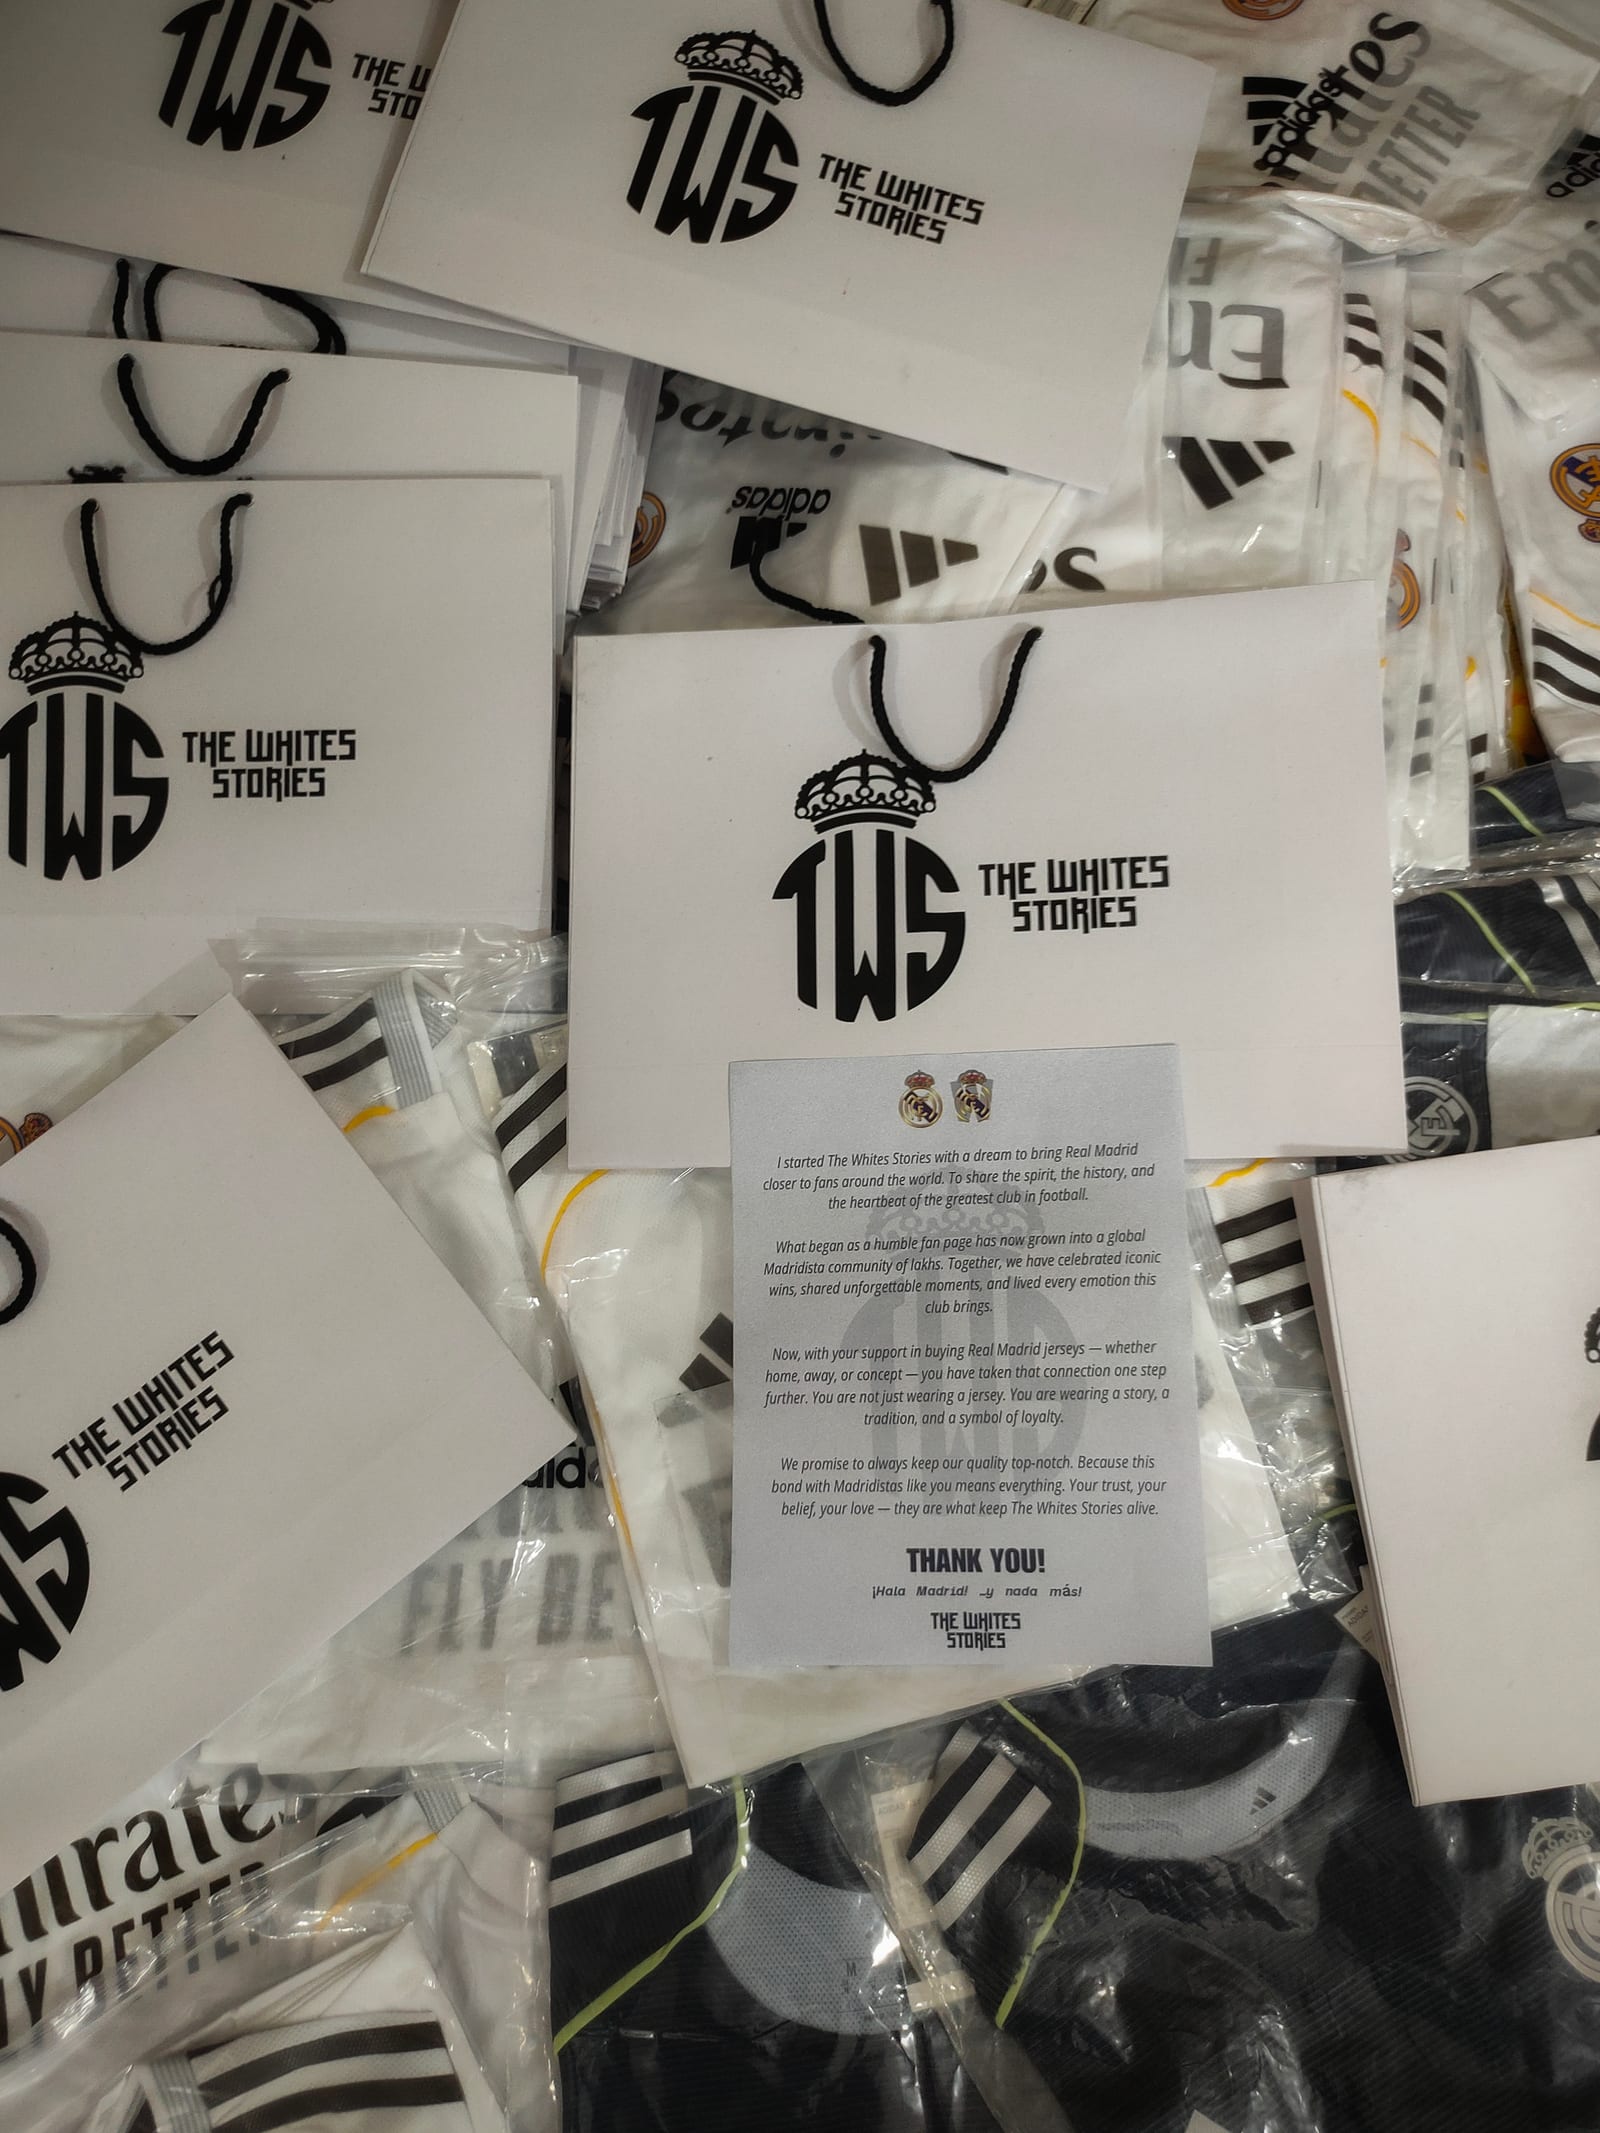 TWS
THE W
STO
TWS
THE WHITES
STORIES
adidas
Emirates
BETTER
adidas
TWS
THE WHITES
STORIES
TWS
THE WHITES
STORIES
I started The Whites Stories with a dream to bring Real Madrid
closer to fans around the world. To share the spirit, the history, and
the heartbeat of the greatest club in football.
What began as a humble fan page has now grown into a global
Madridista community of lakhs. Together, we have celebrated iconic
wins, shared unforgettable moments, and lived every emotion this
club brings.
Now, with your support in buying Real Madrid jerseys — whether
home, away, or concept — you have taken that connection one step
further. You are not just wearing a jersey. You are wearing a story, a
tradition, and a symbol of loyalty.
We promise to always keep our quality top-notch. Because this
bond with Madridistas like you means everything. Your trust, your
belief, your love — they are what keep The Whites Stories alive.
THANK YOU!
¡Hala Madrid! ..y nada más!
THE WHITES
STORIES
THE WHITES
STORIES
WS
FLY BE
mirates
BETTER
M